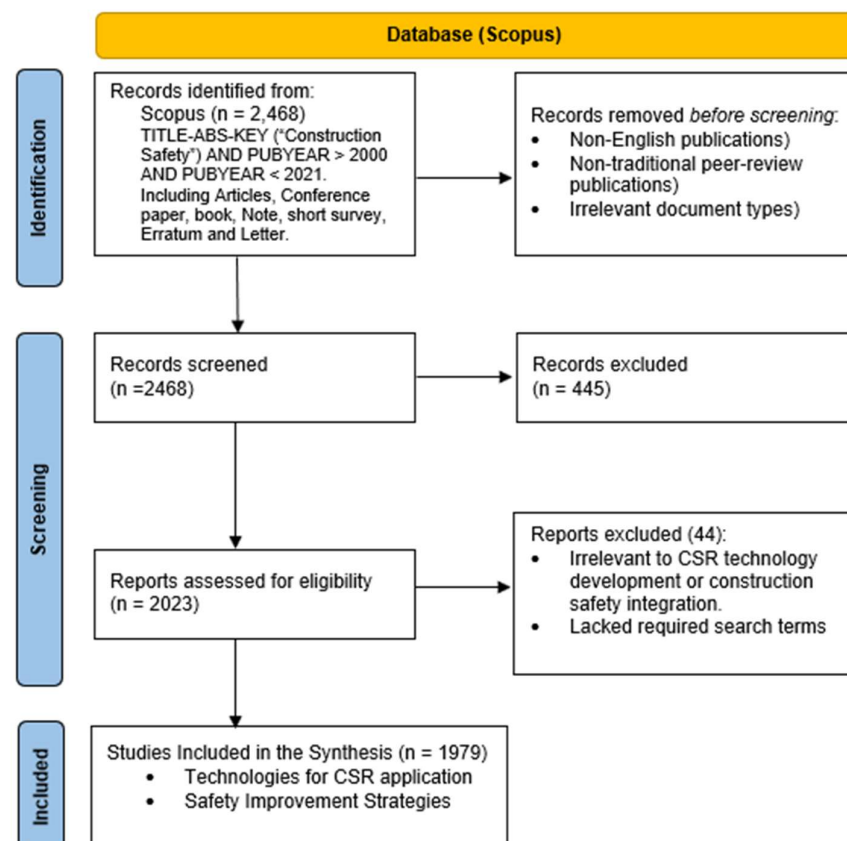 Database (Scopus)
Identification
Records identified from:
Scopus (n = 2,468)
TITLE-ABS-KEY (“Construction
Safety”) AND PUBYEAR > 2000
AND PUBYEAR < 2021.
Including Articles, Conference
paper, book, Note, short survey,
Erratum and Letter.
Records removed before screening:
• Non-English publications)
• Non-traditional peer-review
publications)
• Irrelevant document types)
Screening
Records screened
(n =2468)
Records excluded
(n = 445)
Reports assessed for eligibility
(n = 2023)
Reports excluded (44):
• Irrelevant to CSR technology
development or construction
safety integration.
• Lacked required search terms
Included
Studies Included in the Synthesis (n = 1979)
• Technologies for CSR application
• Safety Improvement Strategies